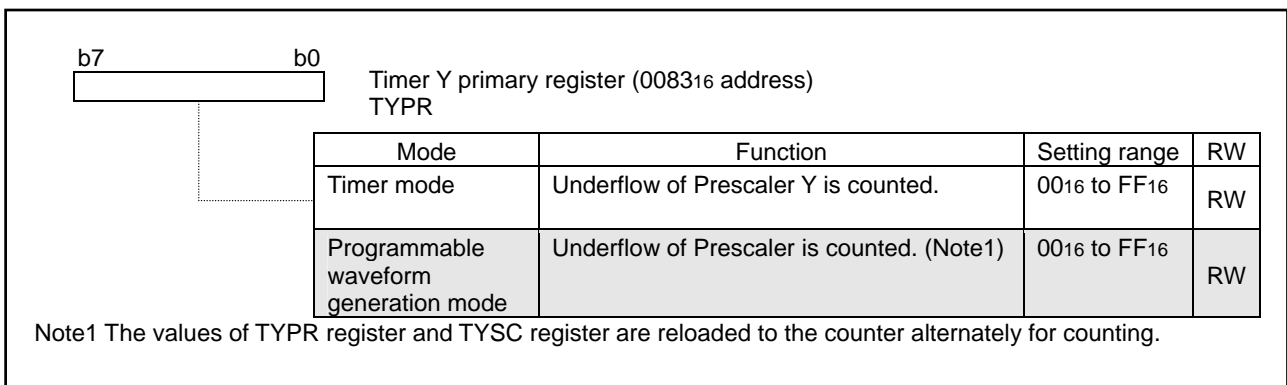 b7 b0
Timer Y primary register (008316 address)
TYPR
Mode Function Setting range RW
Timer mode Underflow of Prescaler Y is counted. 0016 to FF16 RW
Programmable waveform generation mode Underflow of Prescaler is counted. (Note1) 0016 to FF16 RW
Note1 The values of TYPR register and TYSC register are reloaded to the counter alternately for counting.